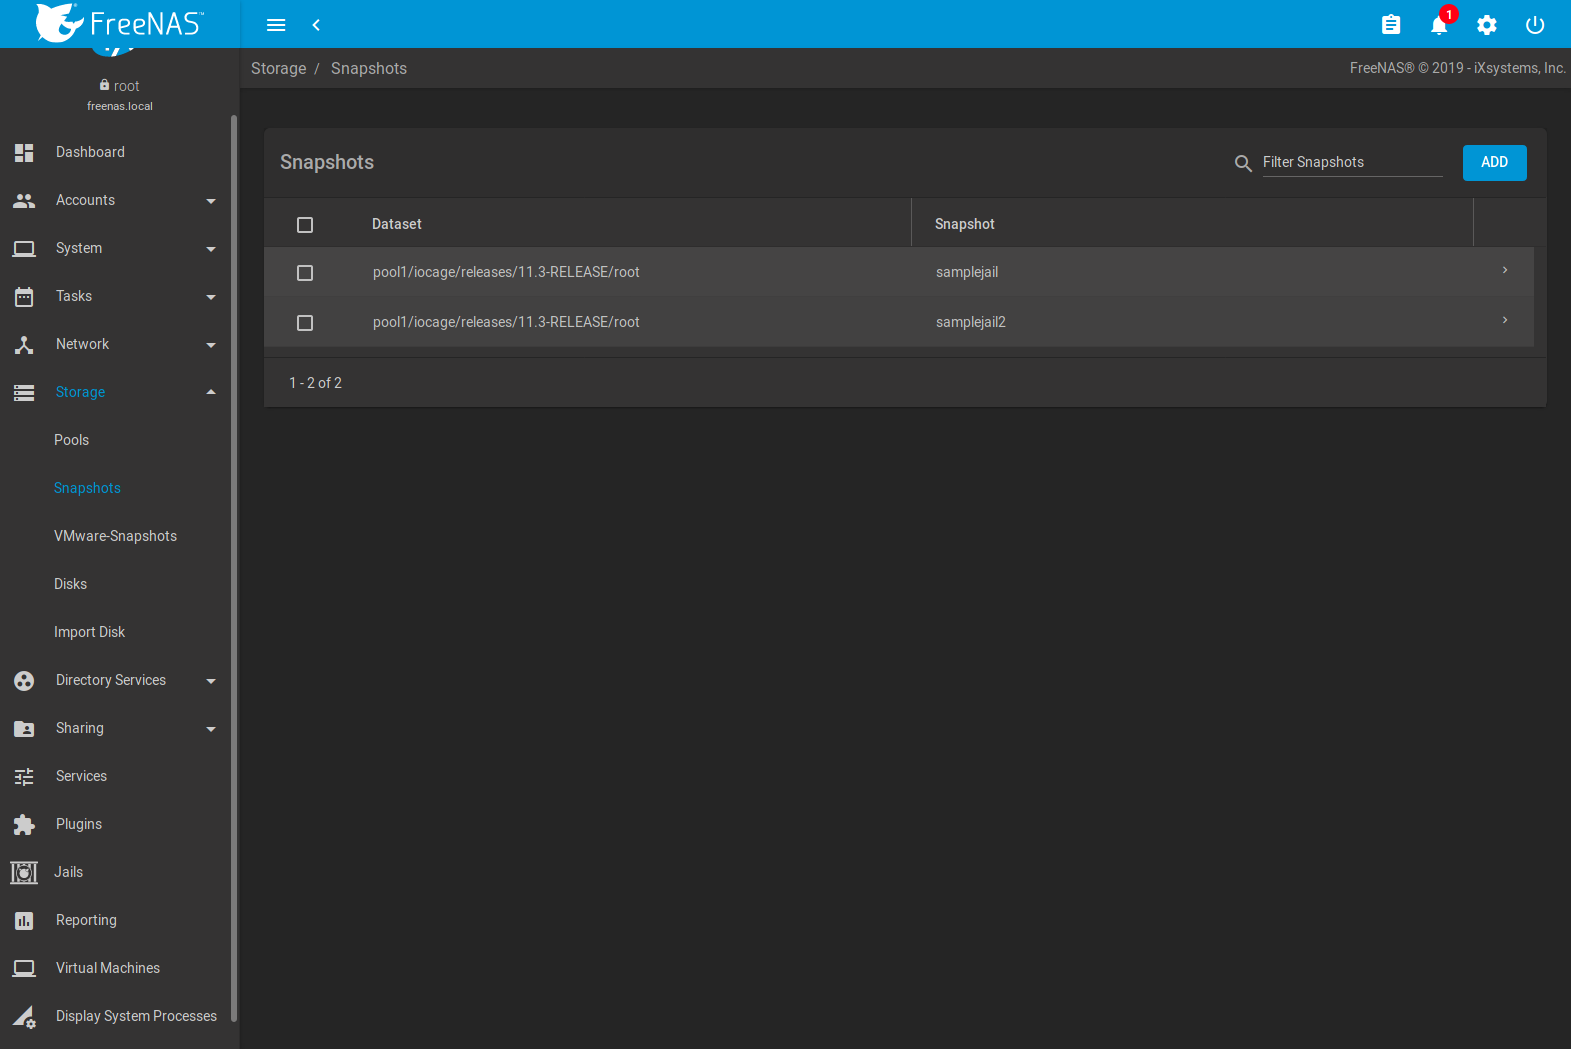 FreeNAS™
1
root
freenas.local
Storage / Snapshots
FreeNAS® © 2019 - iXsystems, Inc.
Dashboard
Accounts
System
Tasks
Network
Storage
Pools
Snapshots
VMware-Snapshots
Disks
Import Disk
Directory Services
Sharing
Services
Plugins
Jails
Reporting
Virtual Machines
Display System Processes
Snapshots
Filter Snapshots
ADD
Dataset Snapshot
pool1/iocage/releases/11.3-RELEASE/root samplejail
pool1/iocage/releases/11.3-RELEASE/root samplejail2
1 - 2 of 2